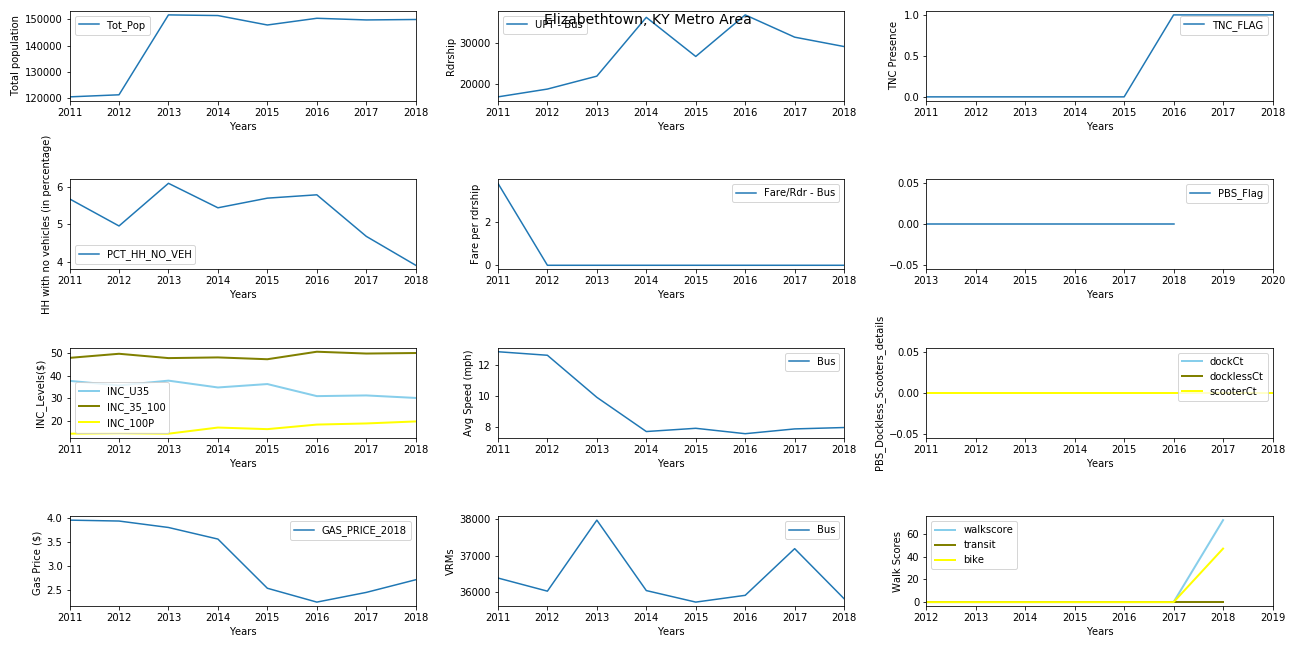 Elizabethtown, KY Metro Area
Total population
150000
140000
130000
120000
Tot_Pop
2011 2012 2013 2014 2015 2016 2017 2018
Years
Rdrship
30000
20000
UPT - Bus
2011 2012 2013 2014 2015 2016 2017 2018
Years
TNC Presence
1.0
0.5
0.0
TNC_FLAG
2011 2012 2013 2014 2015 2016 2017 2018
Years
HH with no vehicles (in percentage)
6
5
4
PCT_HH_NO_VEH
2011 2012 2013 2014 2015 2016 2017 2018
Years
Fare per rdrship
2
0
Fare/Rdr - Bus
2011 2012 2013 2014 2015 2016 2017 2018
Years
0.05
0.00
−0.05
PBS_Flag
2013 2014 2015 2016 2017 2018 2019 2020
Years
INC_Levels($)
50
40
30
20
INC_U35
INC_35_100
INC_100P
2011 2012 2013 2014 2015 2016 2017 2018
Years
Avg Speed (mph)
12
10
8
Bus
2011 2012 2013 2014 2015 2016 2017 2018
Years
PBS_Dockless_Scooters_details
0.05
0.00
−0.05
dockCt
docklessCt
scooterCt
2011 2012 2013 2014 2015 2016 2017 2018
Years
Gas Price ($)
4.0
3.5
3.0
2.5
GAS_PRICE_2018
2011 2012 2013 2014 2015 2016 2017 2018
Years
VRMs
38000
37000
36000
Bus
2011 2012 2013 2014 2015 2016 2017 2018
Years
Walk Scores
60
40
20
0
walkscore
transit
bike
2012 2013 2014 2015 2016 2017 2018 2019
Years